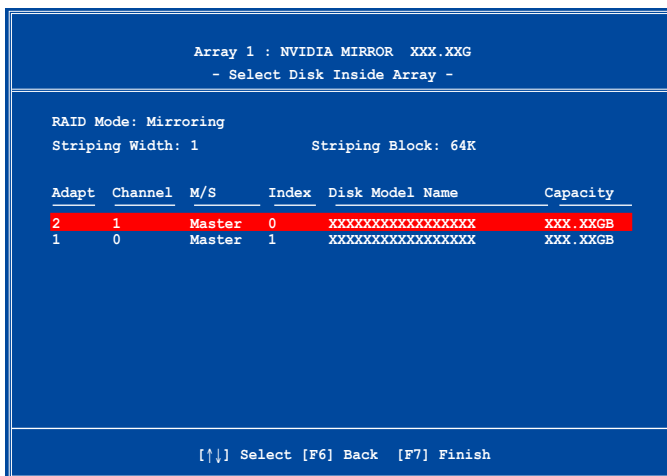 Array 1 : NVIDIA MIRROR XXX.XXG
- Select Disk Inside Array -
RAID Mode: Mirroring
Striping Width: 1 Striping Block: 64K
Adapt Channel M/S Index Disk Model Name Capacity
2 1 Master 0 XXXXXXXXXXXXXXXXX XXX.XXGB
1 0 Master 1 XXXXXXXXXXXXXXXXX XXX.XXGB
[↑↓] Select [F6] Back [F7] Finish